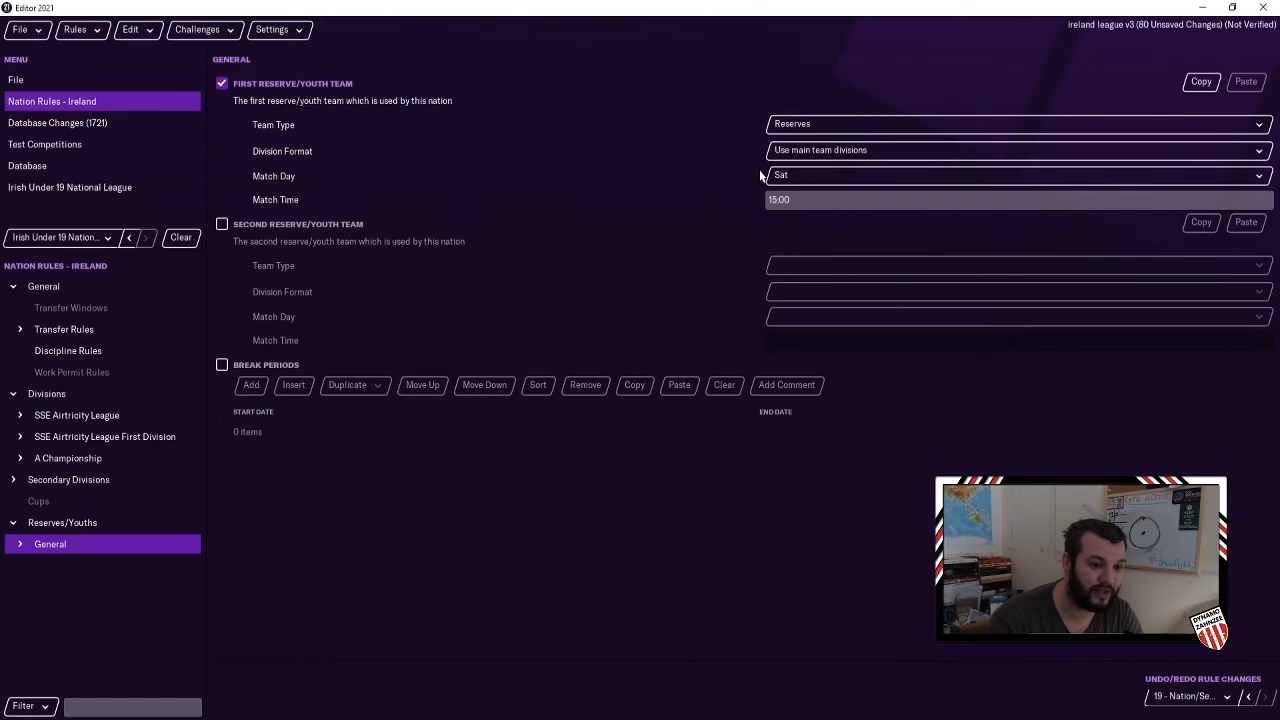 Editor 2021
File
Rules
Edit
Challenges
Settings
ireland league v3 (80 Unsaved Changes) (Not Verified)
MENU
File
Nation Rules - Ireland
Database Changes (1721)
Test Competitions
Database
Irish Under 19 National League
Irish Under 19 Nation...
Clear
NATION RULES - IRELAND
General
Transfer Windows
Transfer Rules
Discipline Rules
Work Permit Rules
Divisions
SSE Airtricity League
SSE Airtricity League First Division
A Championship
Secondary Divisions
Cups
Reserves/Youths
General
Filter
GENERAL
FIRST RESERVE/YOUTH TEAM
Copy
Paste
The first reserve/youth team which is used by this nation
Team Type
Reserves
Division Format
Use main team divisions
Match Day
Sat
Match Time
15:00
SECOND RESERVE/YOUTH TEAM
Copy
Paste
The second reserve/youth team which is used by this nation
Team Type
Division Format
Match Day
Match Time
BREAK PERIODS
Add
Insert
Duplicate
Move Up
Move Down
Sort
Remove
Copy
Paste
Clear
Add Comment
START DATE
END DATE
0 items
DYNAMO
ZAHNZEE
UNDO/REDO RULE CHANGES
19 - Nation/Se...